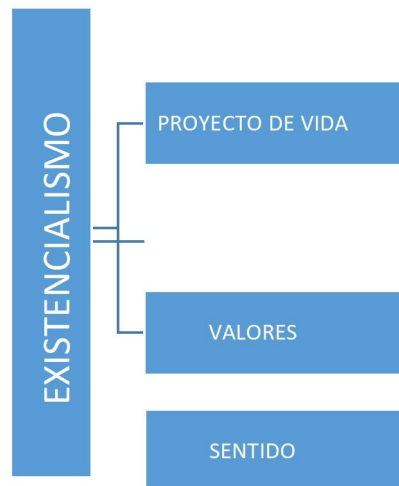 EXISTENCIALISMO
PROYECTO DE VIDA
VALORES
SENTIDO